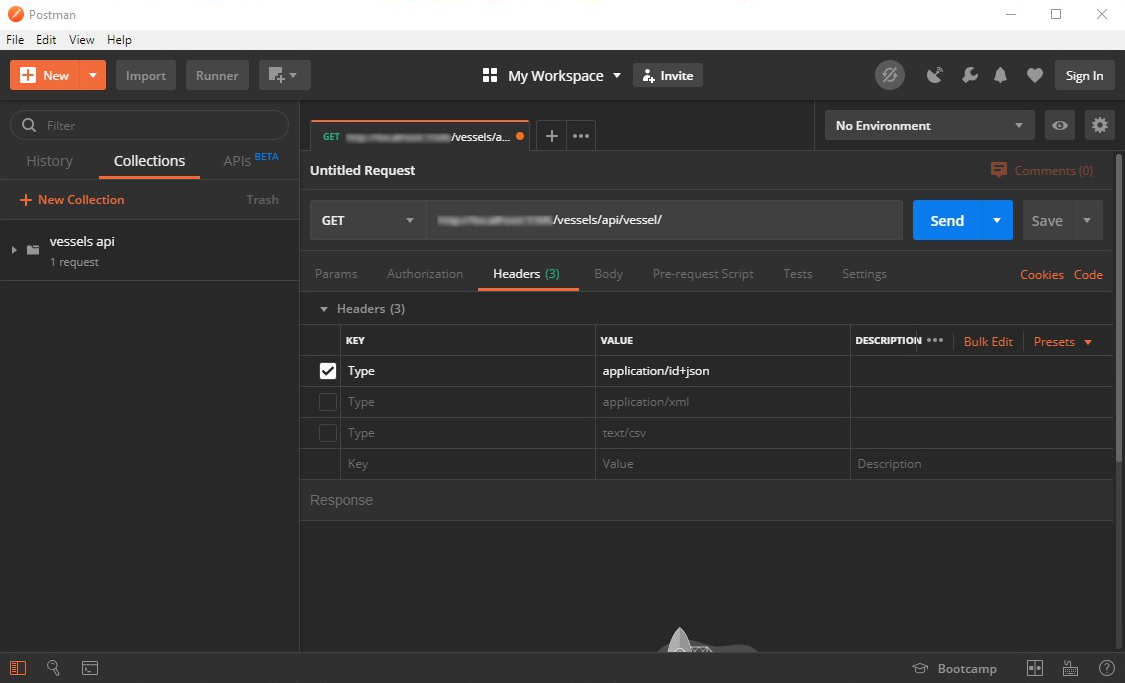 Postman
File Edit View Help
New Import Runner My Workspace Invite Sign In
Filter
History Collections APIs BETA
New Collection Trash
vessels api
1 request
GET /vessels/a... No Environment
Untitled Request Comments (0)
GET /vessels/api/vessel/ Send Save
Params Authorization Headers (3) Body Pre-request Script Tests Settings Cookies Code
Headers (3)
KEY VALUE DESCRIPTION Bulk Edit Presets
Type application/id+json
Type application/xml
Type text/csv
Key Value Description
Response
Bootcamp